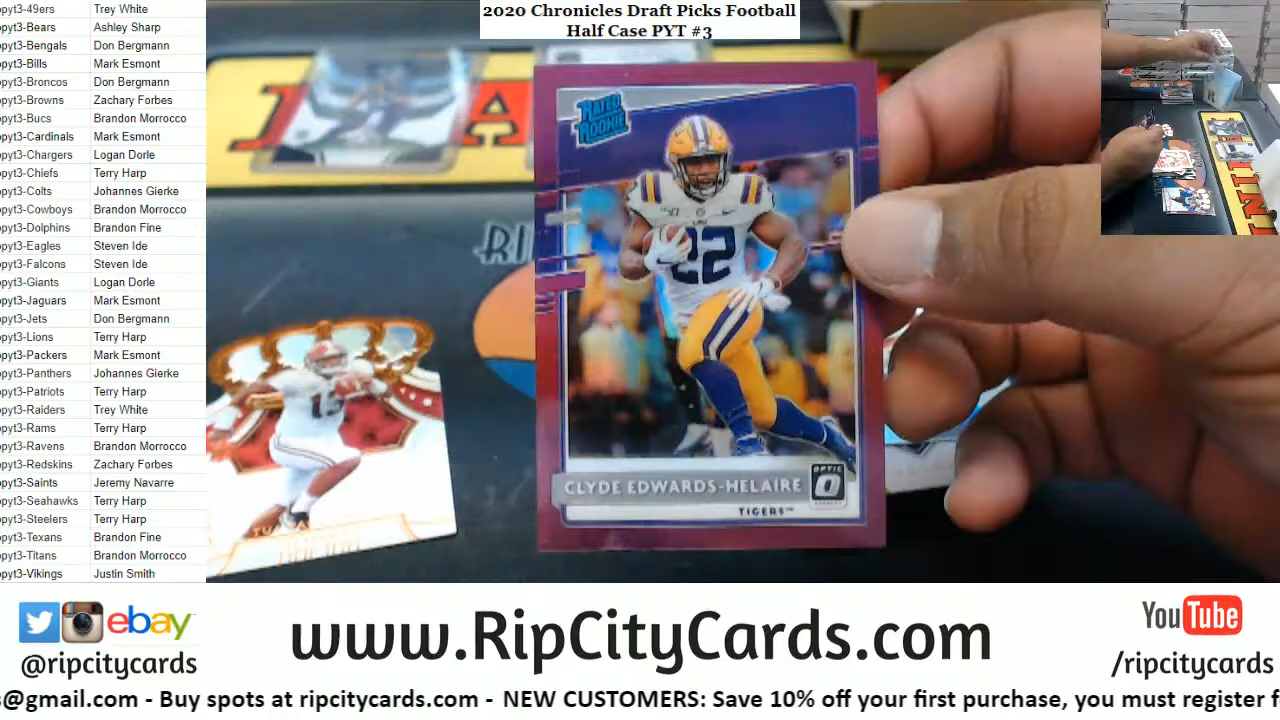 2020 Chronicles Draft Picks Football
Half Case PYT #3
pyt3-49ers Trey White
pyt3-Bears Ashley Sharp
pyt3-Bengals Don Bergmann
pyt3-Bills Mark Esmont
pyt3-Broncos Don Bergmann
pyt3-Browns Zachary Forbes
pyt3-Bucs Brandon Morrocco
pyt3-Cardinals Mark Esmont
pyt3-Chargers Logan Dorle
pyt3-Chiefs Terry Harp
pyt3-Colts Johannes Gierke
pyt3-Cowboys Brandon Morrocco
pyt3-Dolphins Brandon Fine
pyt3-Eagles Steven Ide
pyt3-Falcons Steven Ide
pyt3-Giants Logan Dorle
pyt3-Jaguars Mark Esmont
pyt3-Jets Don Bergmann
pyt3-Lions Terry Harp
pyt3-Packers Mark Esmont
pyt3-Panthers Johannes Gierke
pyt3-Patriots Terry Harp
pyt3-Raiders Trey White
pyt3-Rams Terry Harp
pyt3-Ravens Brandon Morrocco
pyt3-Redskins Zachary Forbes
pyt3-Saints Jeremy Navarre
pyt3-Seahawks Terry Harp
pyt3-Steelers Terry Harp
pyt3-Texans Brandon Fine
pyt3-Titans Brandon Morrocco
pyt3-Vikings Justin Smith
RATED
ROOKIE
22
CLYDE EDWARDS-HELAIRE
OPTIC
TIGERS™
ebay
@ripcitycards
www.RipCityCards.com
YouTube
/ripcitycards
s@gmail.com - Buy spots at ripcitycards.com - NEW CUSTOMERS: Save 10% off your first purchase, you must register f